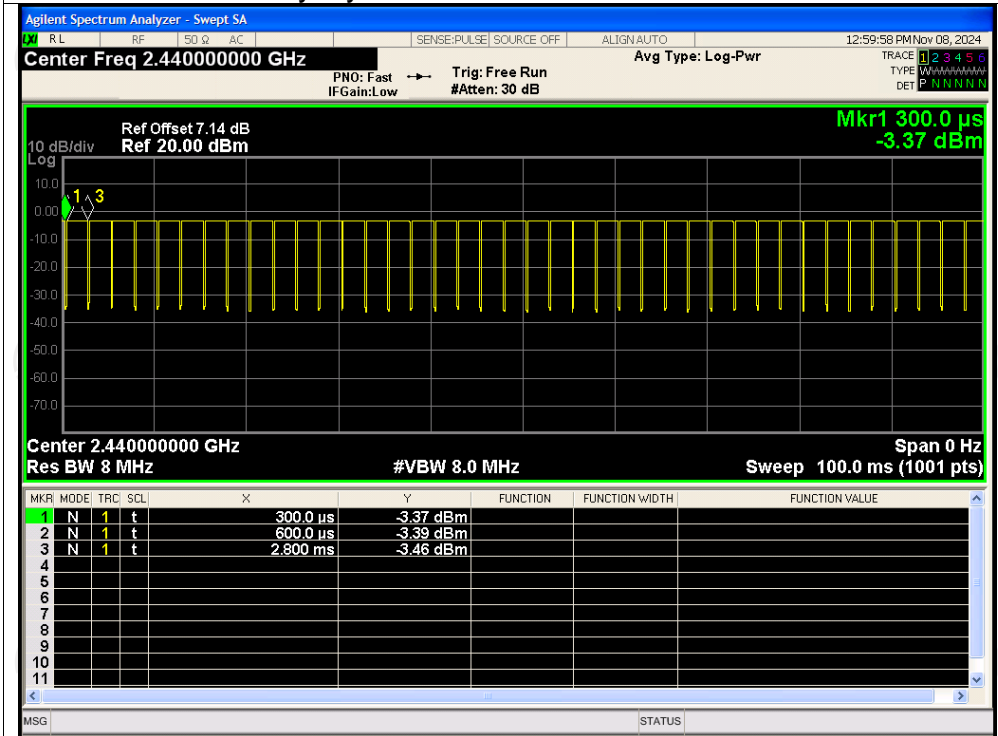 Agilent Spectrum Analyzer - Swept SA
LXI RL RF 50 Ω AC SENSE:PULSE SOURCE OFF ALIGN AUTO 12:59:58 PM Nov 08, 2024
Center Freq 2.440000000 GHz
PNO: Fast
IFGain:Low
Trig: Free Run
#Atten: 30 dB
Avg Type: Log-Pwr
TRACE 1 2 3 4 5 6
TYPE WWWWWW
DET P N N N N N
Ref Offset 7.14 dB
10 dB/div Ref 20.00 dBm
Log
Mkr1 300.0 µs
-3.37 dBm
10.0
0.00
-10.0
-20.0
-30.0
-40.0
-50.0
-60.0
-70.0
1 3
Center 2.440000000 GHz Span 0 Hz
Res BW 8 MHz #VBW 8.0 MHz Sweep 100.0 ms (1001 pts)
MKR MODE TRC SCL X Y FUNCTION FUNCTION WIDTH FUNCTION VALUE
1 N 1 t 300.0 µs -3.37 dBm
2 N 1 t 600.0 µs -3.39 dBm
3 N 1 t 2.800 ms -3.46 dBm
4
5
6
7
8
9
10
11
MSG STATUS